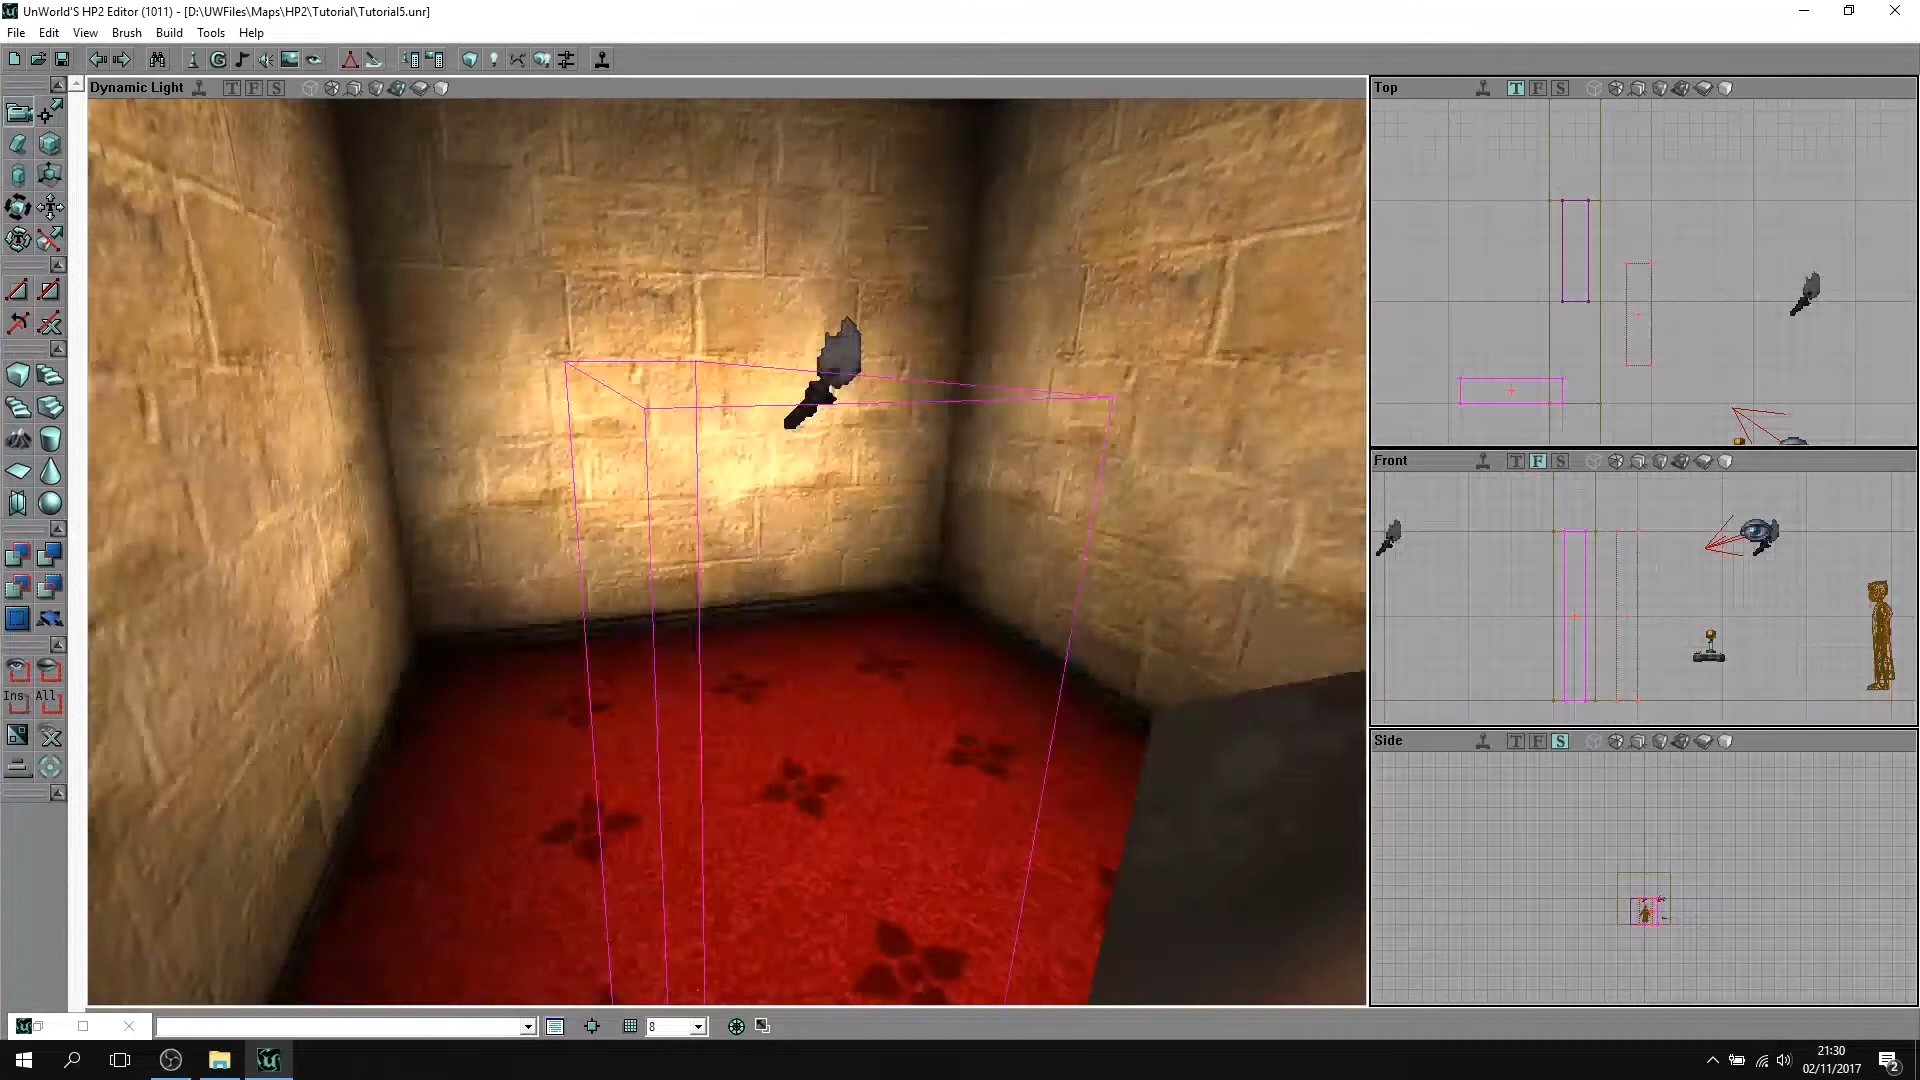 UnWorld'S HP2 Editor (1011) - [D:\UWFiles\Maps\HP2\Tutorial\Tutorial5.unr]
File Edit View Brush Build Tools Help
Dynamic Light T F S
Top T F S
Front T F S
Side T F S
Ins All
8
21:30
02/11/2017
2